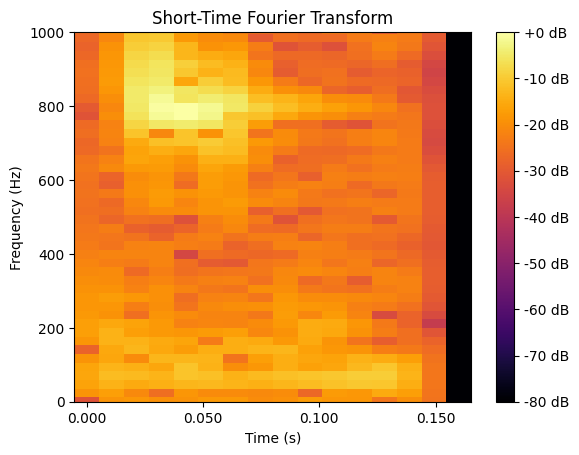 Short-Time Fourier Transform
1000
800
600
400
200
0
Frequency (Hz)
0.000
0.050
0.100
0.150
Time (s)
+0 dB
-10 dB
-20 dB
-30 dB
-40 dB
-50 dB
-60 dB
-70 dB
-80 dB